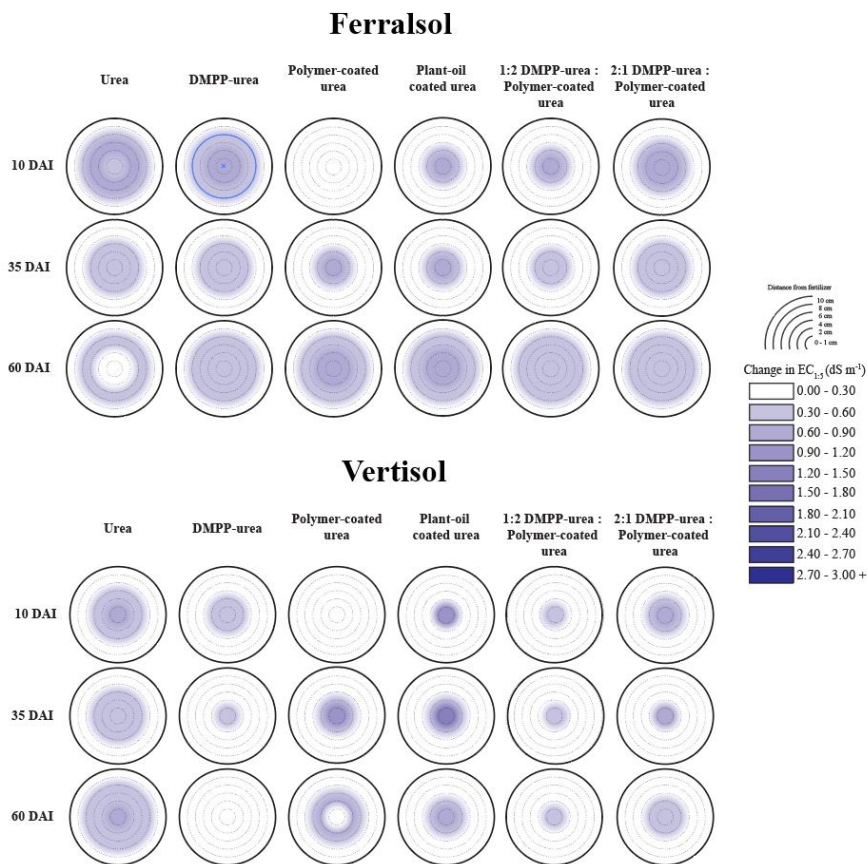 Ferralsol
Urea
DMPP-urea
Polymer-coated
urea
Plant-oil
coated urea
1:2 DMPP-urea :
Polymer-coated
urea
2:1 DMPP-urea :
Polymer-coated
urea
10 DAI
35 DAI
60 DAI
Distance from fertilizer
10 cm
8 cm
6 cm
4 cm
2 cm
0 - 1 cm
Change in EC1:5 (dS m⁻¹)
0.00 - 0.30
0.30 - 0.60
0.60 - 0.90
0.90 - 1.20
1.20 - 1.50
1.50 - 1.80
1.80 - 2.10
2.10 - 2.40
2.40 - 2.70
2.70 - 3.00 +
Vertisol
Urea
DMPP-urea
Polymer-coated
urea
Plant-oil
coated urea
1:2 DMPP-urea :
Polymer-coated
urea
2:1 DMPP-urea :
Polymer-coated
urea
10 DAI
35 DAI
60 DAI